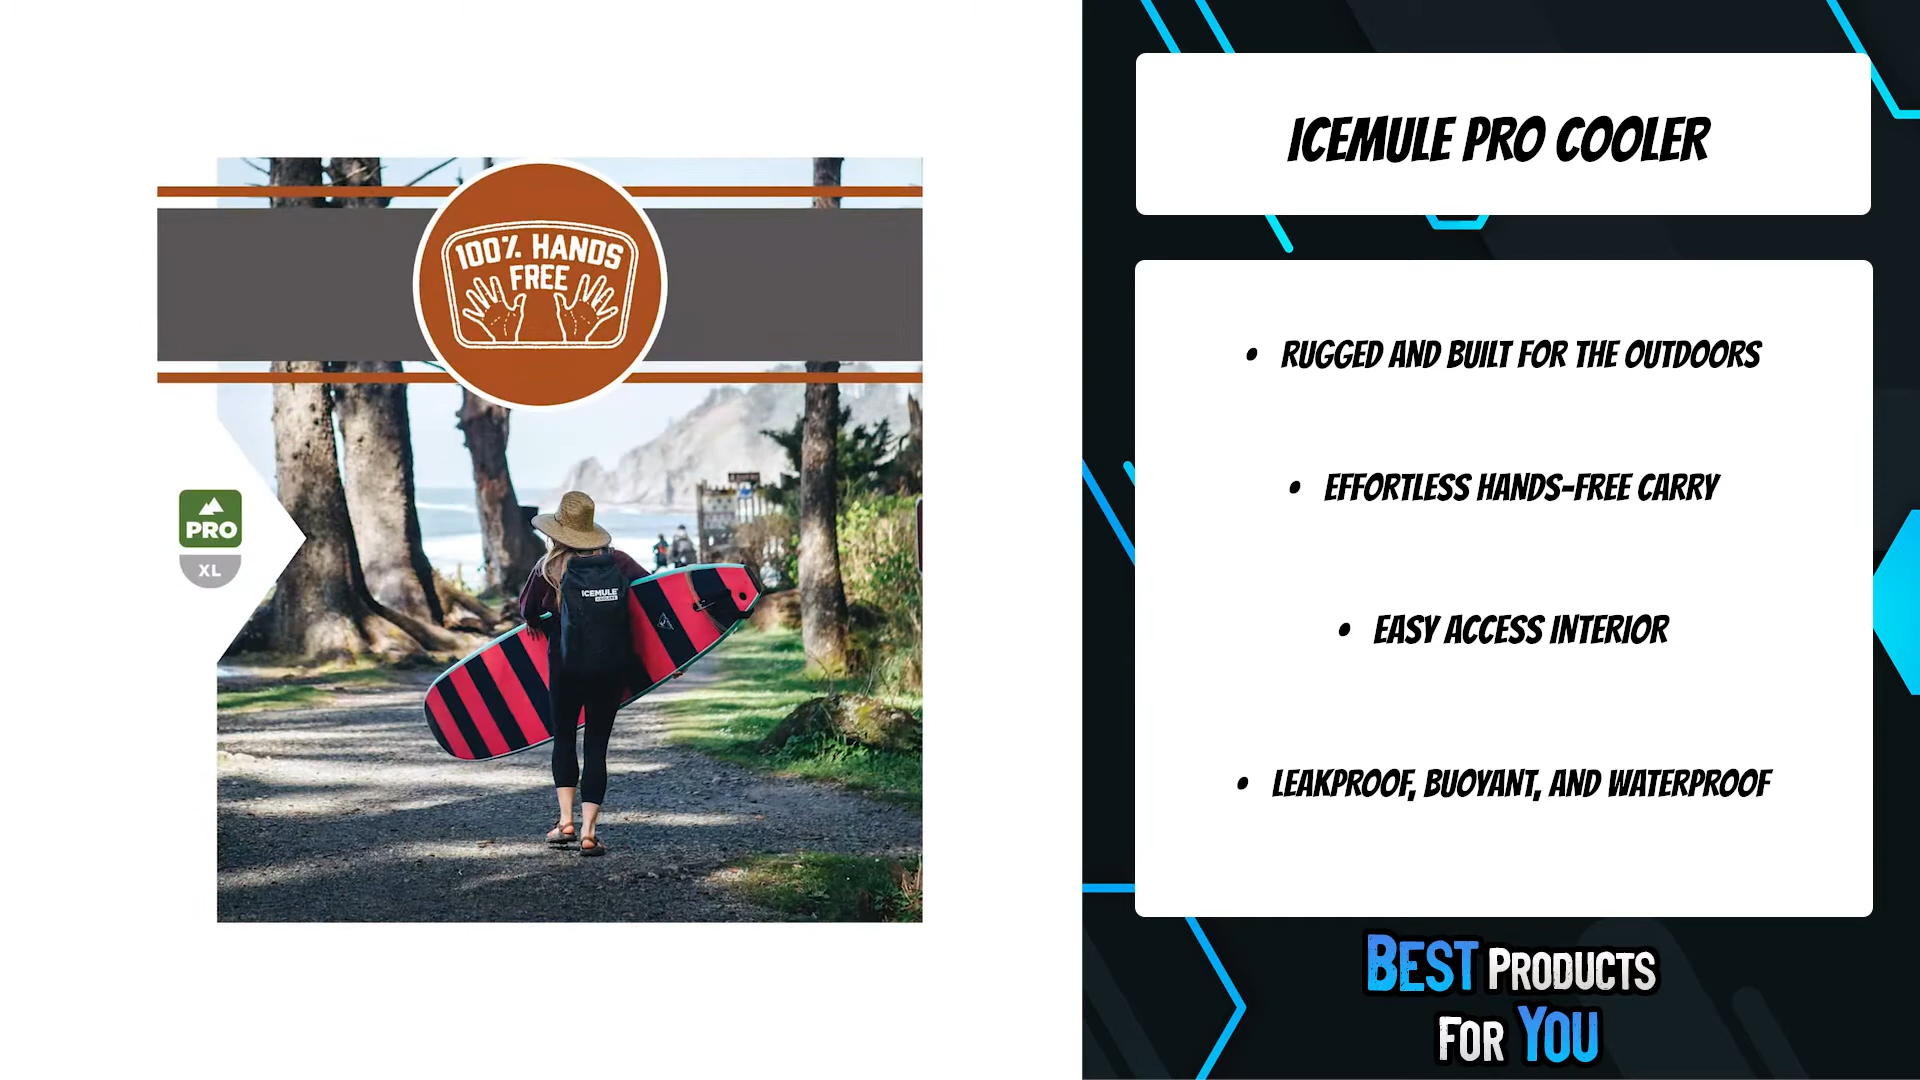 100% HANDS
FREE
PRO
XL
ICEMULE
COOLERS
ICEMULE PRO COOLER
• RUGGED AND BUILT FOR THE OUTDOORS
• EFFORTLESS HANDS-FREE CARRY
• EASY ACCESS INTERIOR
• LEAKPROOF, BUOYANT, AND WATERPROOF
BEST PRODUCTS
FOR YOU